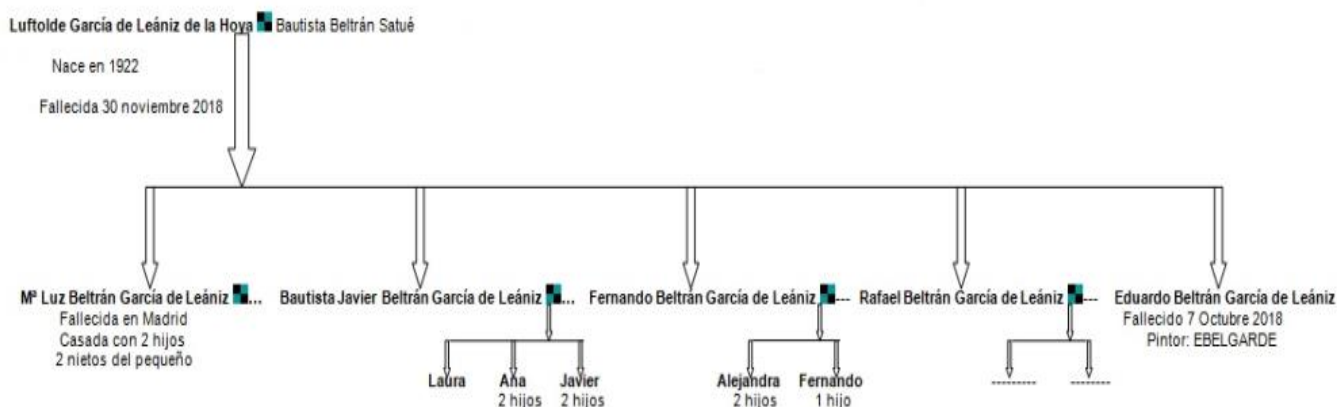 Luftolde García de Leániz de la Hoya Bautista Beltrán Satué
Nace en 1922
Fallecida 30 noviembre 2018
Mª Luz Beltrán García de Leániz ...
Fallecida en Madrid
Casada con 2 hijos
2 nietos del pequeño
Bautista Javier Beltrán García de Leániz ...
Laura
Ana
2 hijos
Javier
2 hijos
Fernando Beltrán García de Leániz ---
Alejandra
2 hijos
Fernando
1 hijo
Rafael Beltrán García de Leániz ---
---------
--------
Eduardo Beltrán García de Leániz
Fallecido 7 Octubre 2018
Pintor: EBELGARDE